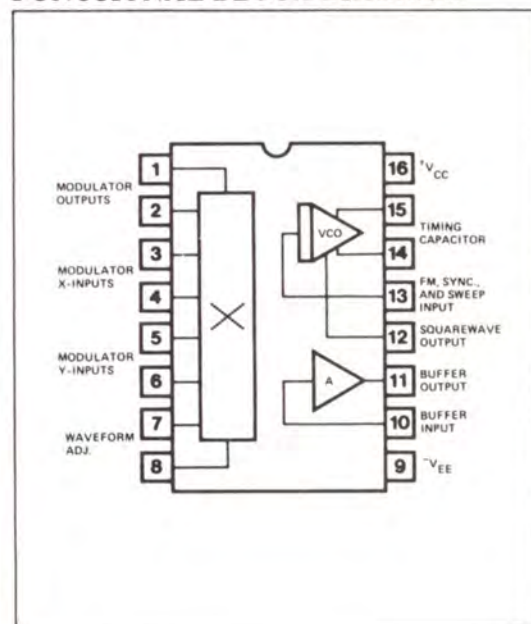 1
MODULATOR
OUTPUTS
2
3
MODULATOR
X-INPUTS
4
5
MODULATOR
Y-INPUTS
6
7
WAVEFORM
ADJ.
8
X
VCO
A
16 +VCC
15
TIMING
CAPACITOR
14
13 FM, SYNC.,
AND SWEEP
INPUT
12 SQUAREWAVE
OUTPUT
11 BUFFER
OUTPUT
10 BUFFER
INPUT
9 -VEE